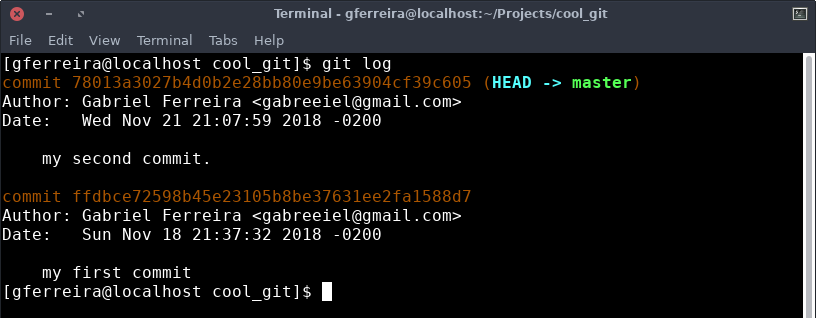 Terminal - gferreira@localhost:~/Projects/cool_git
File Edit View Terminal Tabs Help
[gferreira@localhost cool_git]$ git log
commit 78013a3027b4d0b2e28bb80e9be63904cf39c605 (HEAD -> master)
Author: Gabriel Ferreira <gabreeiel@gmail.com>
Date:   Wed Nov 21 21:07:59 2018 -0200
    my second commit.
commit ffdbce72598b45e23105b8be37631ee2fa1588d7
Author: Gabriel Ferreira <gabreeiel@gmail.com>
Date:   Sun Nov 18 21:37:32 2018 -0200
    my first commit
[gferreira@localhost cool_git]$